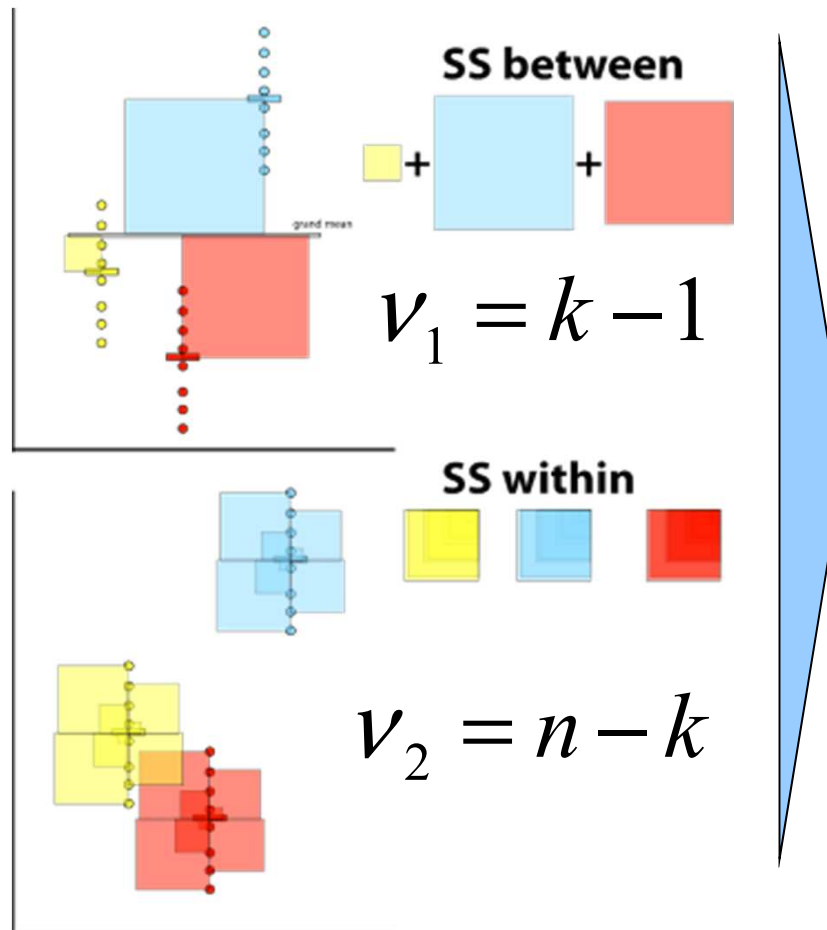 SS between
+ +
grand mean
ν₁ = k − 1
SS within
ν₂ = n − k